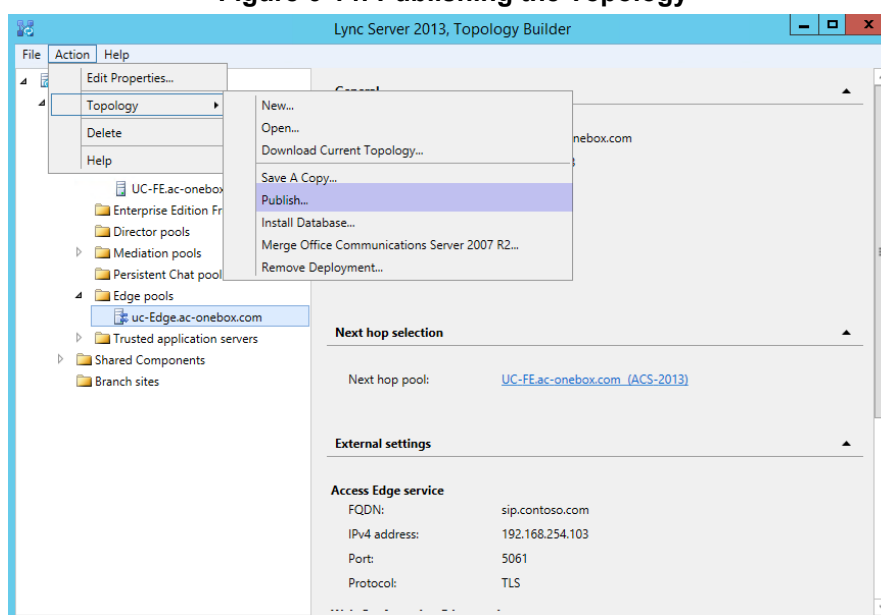 Lync Server 2013, Topology Builder
File Action Help
Edit Properties...
Topology
Delete
Help
New...
Open...
Download Current Topology...
Save A Copy...
Publish...
Install Database...
Merge Office Communications Server 2007 R2...
Remove Deployment...
General
nebox.com
UC-FE.ac-onebox
Enterprise Edition Fr
Director pools
Mediation pools
Persistent Chat pool
Edge pools
uc-Edge.ac-onebox.com
Trusted application servers
Shared Components
Branch sites
Next hop selection
Next hop pool: UC-FE.ac-onebox.com (ACS-2013)
External settings
Access Edge service
FQDN: sip.contoso.com
IPv4 address: 192.168.254.103
Port: 5061
Protocol: TLS